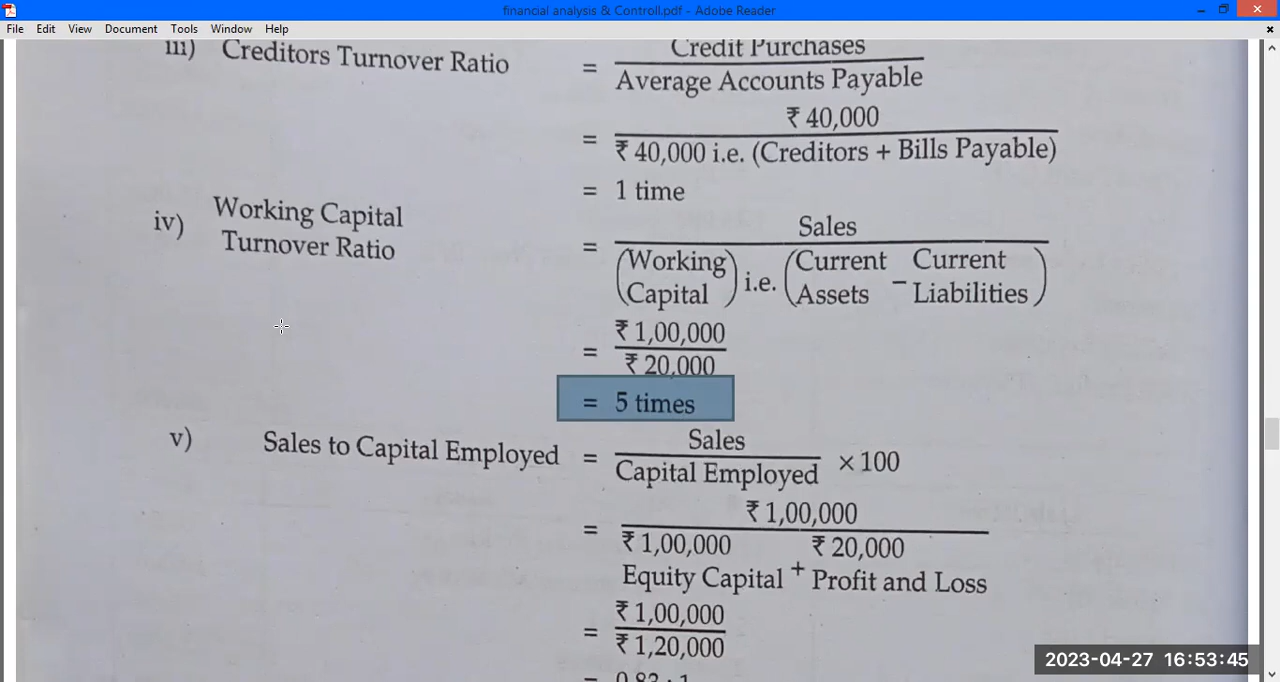 financial analysis & Controll.pdf - Adobe Reader
File Edit View Document Tools Window Help
iii) Creditors Turnover Ratio = Credit Purchases
Average Accounts Payable
= ₹ 40,000
₹ 40,000 i.e. (Creditors + Bills Payable)
= 1 time
iv) Working Capital
Turnover Ratio
= Sales
(Working Capital) i.e. (Current Assets − Current Liabilities)
= ₹ 1,00,000
₹ 20,000
= 5 times
v) Sales to Capital Employed = Sales
Capital Employed × 100
= ₹ 1,00,000
₹ 1,00,000 ₹ 20,000
Equity Capital + Profit and Loss
= ₹ 1,00,000
₹ 1,20,000
= 0.83 : 1
2023-04-27 16:53:45